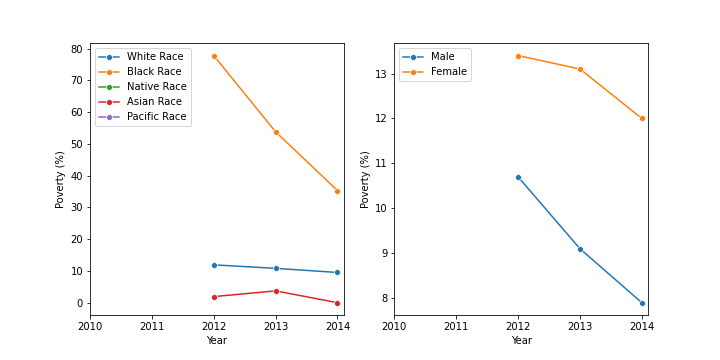 White Race
Black Race
Native Race
Asian Race
Pacific Race
80
70
60
50
40
30
20
10
0
Poverty (%)
2010 2011 2012 2013 2014
Year
Male
Female
13
12
11
10
9
8
Poverty (%)
2010 2011 2012 2013 2014
Year